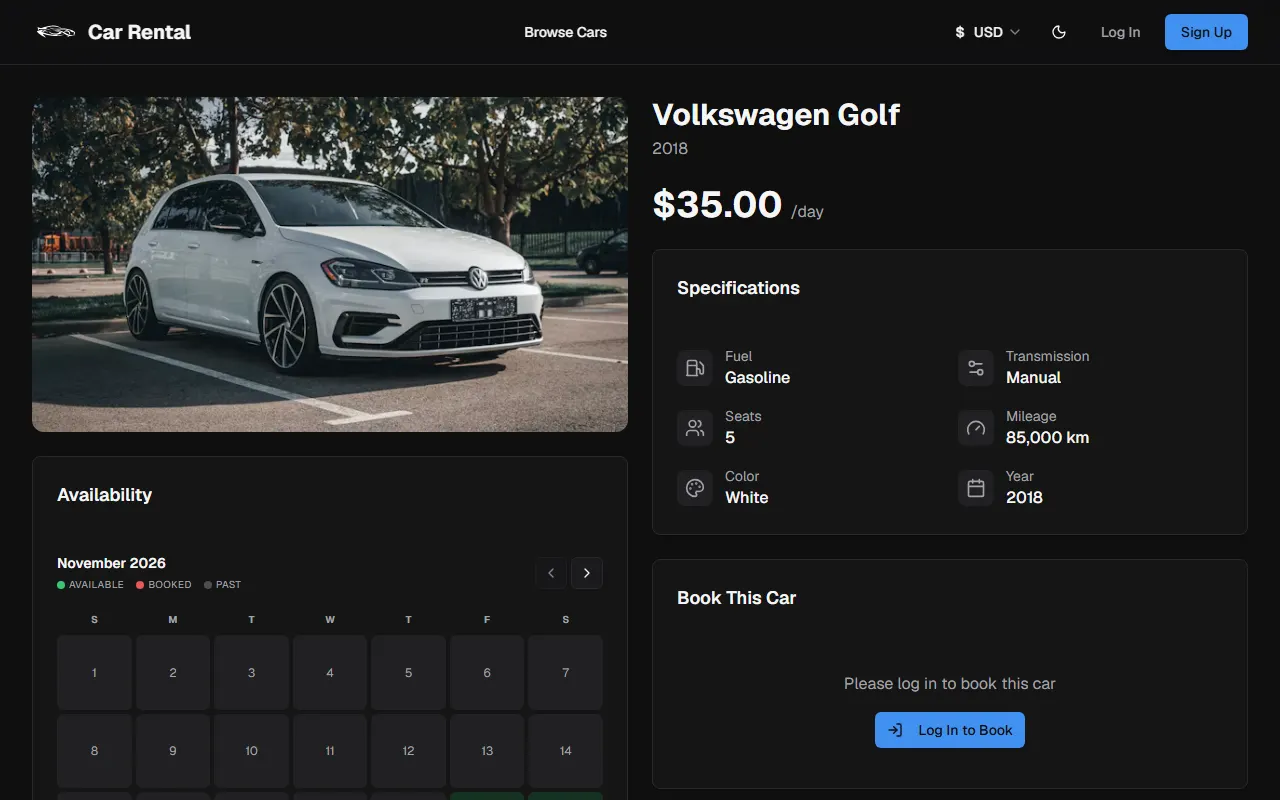 Car Rental
Browse Cars
$ USD
Log In
Sign Up
Volkswagen Golf
2018
$35.00 /day
Specifications
Fuel
Gasoline
Transmission
Manual
Seats
5
Mileage
85,000 km
Color
White
Year
2018
Availability
November 2026
AVAILABLE BOOKED PAST
S M T W T F S
1 2 3 4 5 6 7
8 9 10 11 12 13 14
Book This Car
Please log in to book this car
Log In to Book